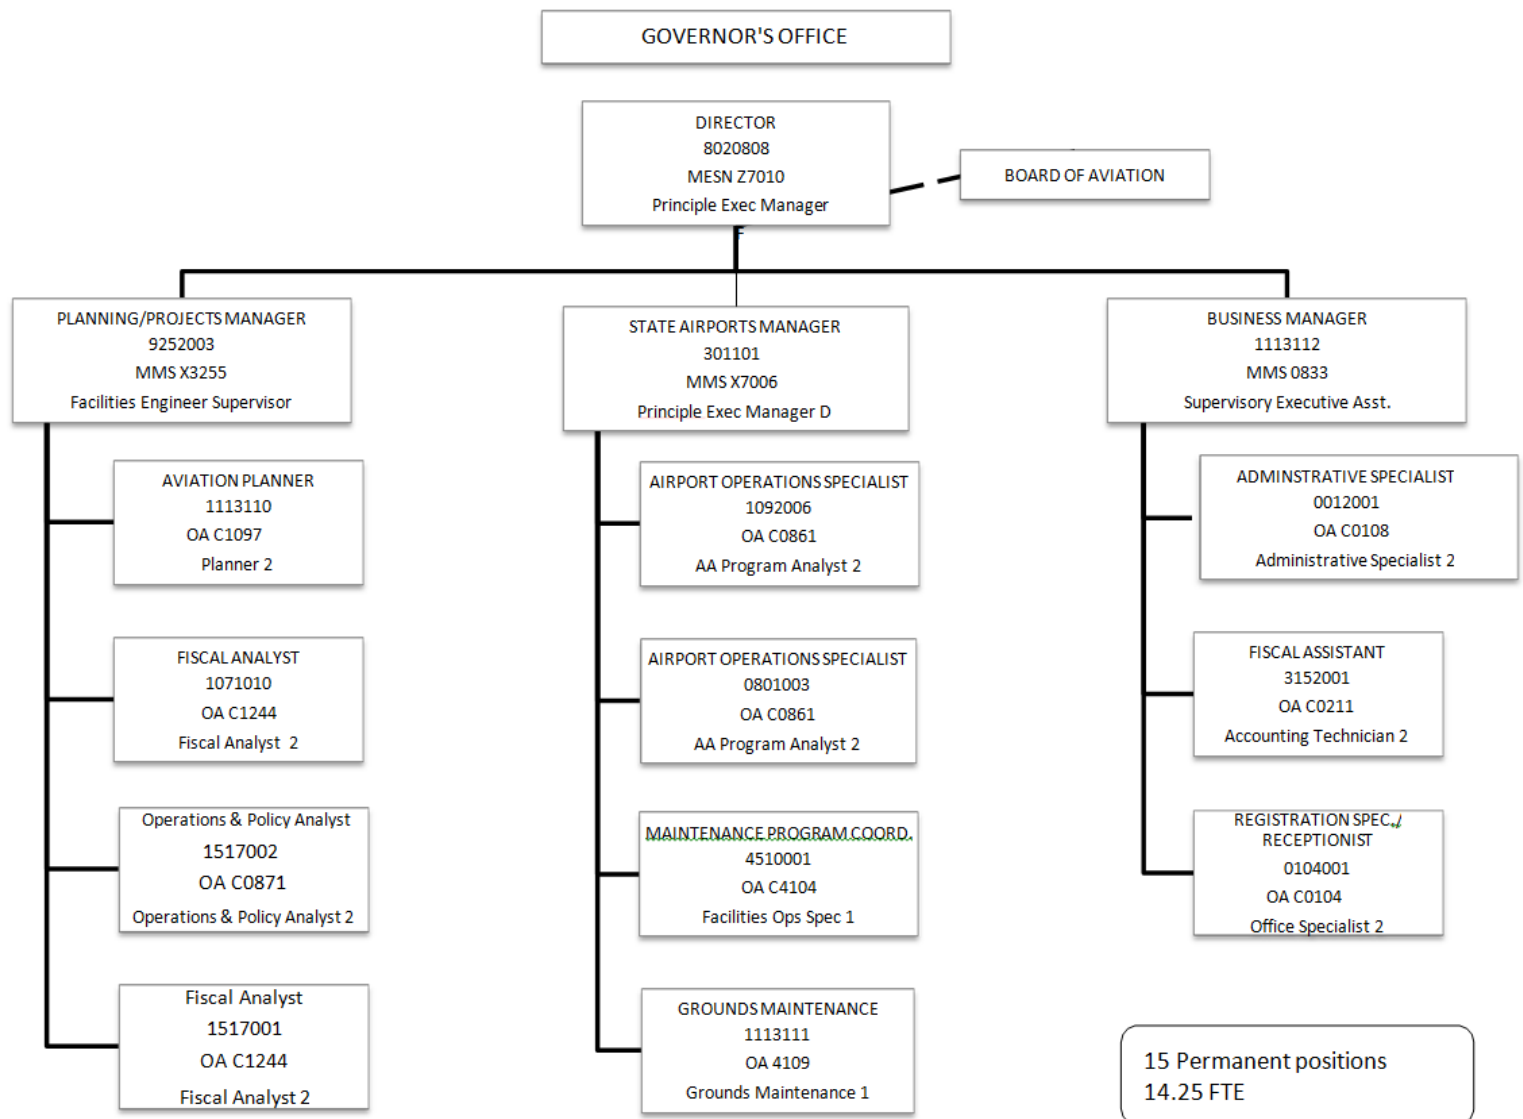 GOVERNOR'S OFFICE
DIRECTOR
8020808
MESN Z7010
Principle Exec Manager
F
BOARD OF AVIATION
PLANNING/PROJECTS MANAGER
9252003
MMS X3255
Facilities Engineer Supervisor
AVIATION PLANNER
1113110
OA C1097
Planner 2
FISCAL ANALYST
1071010
OA C1244
Fiscal Analyst 2
Operations & Policy Analyst
1517002
OA C0871
Operations & Policy Analyst 2
Fiscal Analyst
1517001
OA C1244
Fiscal Analyst 2
STATE AIRPORTS MANAGER
301101
MMS X7006
Principle Exec Manager D
AIRPORT OPERATIONS SPECIALIST
1092006
OA C0861
AA Program Analyst 2
AIRPORT OPERATIONS SPECIALIST
0801003
OA C0861
AA Program Analyst 2
MAINTENANCE PROGRAM COORD.
4510001
OA C4104
Facilities Ops Spec 1
GROUNDS MAINTENANCE
1113111
OA 4109
Grounds Maintenance 1
BUSINESS MANAGER
1113112
MMS 0833
Supervisory Executive Asst.
ADMINSTRATIVE SPECIALIST
0012001
OA C0108
Administrative Specialist 2
FISCAL ASSISTANT
3152001
OA C0211
Accounting Technician 2
REGISTRATION SPEC./
RECEPTIONIST
0104001
OA C0104
Office Specialist 2
15 Permanent positions
14.25 FTE